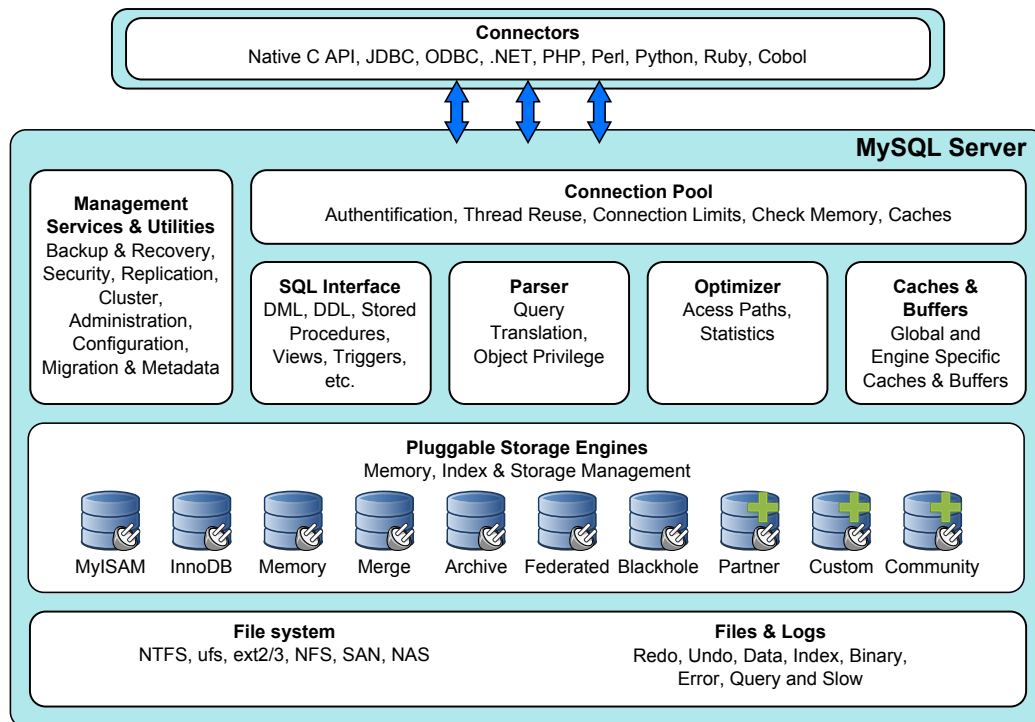 Connectors
Native C API, JDBC, ODBC, .NET, PHP, Perl, Python, Ruby, Cobol
MySQL Server
Management
Services & Utilities
Backup & Recovery,
Security, Replication,
Cluster,
Administration,
Configuration,
Migration & Metadata
Connection Pool
Authentification, Thread Reuse, Connection Limits, Check Memory, Caches
SQL Interface
DML, DDL, Stored
Procedures,
Views, Triggers,
etc.
Parser
Query
Translation,
Object Privilege
Optimizer
Acess Paths,
Statistics
Caches &
Buffers
Global and
Engine Specific
Caches & Buffers
Pluggable Storage Engines
Memory, Index & Storage Management
MyISAM
InnoDB
Memory
Merge
Archive
Federated
Blackhole
Partner
Custom
Community
File system
NTFS, ufs, ext2/3, NFS, SAN, NAS
Files & Logs
Redo, Undo, Data, Index, Binary,
Error, Query and Slow